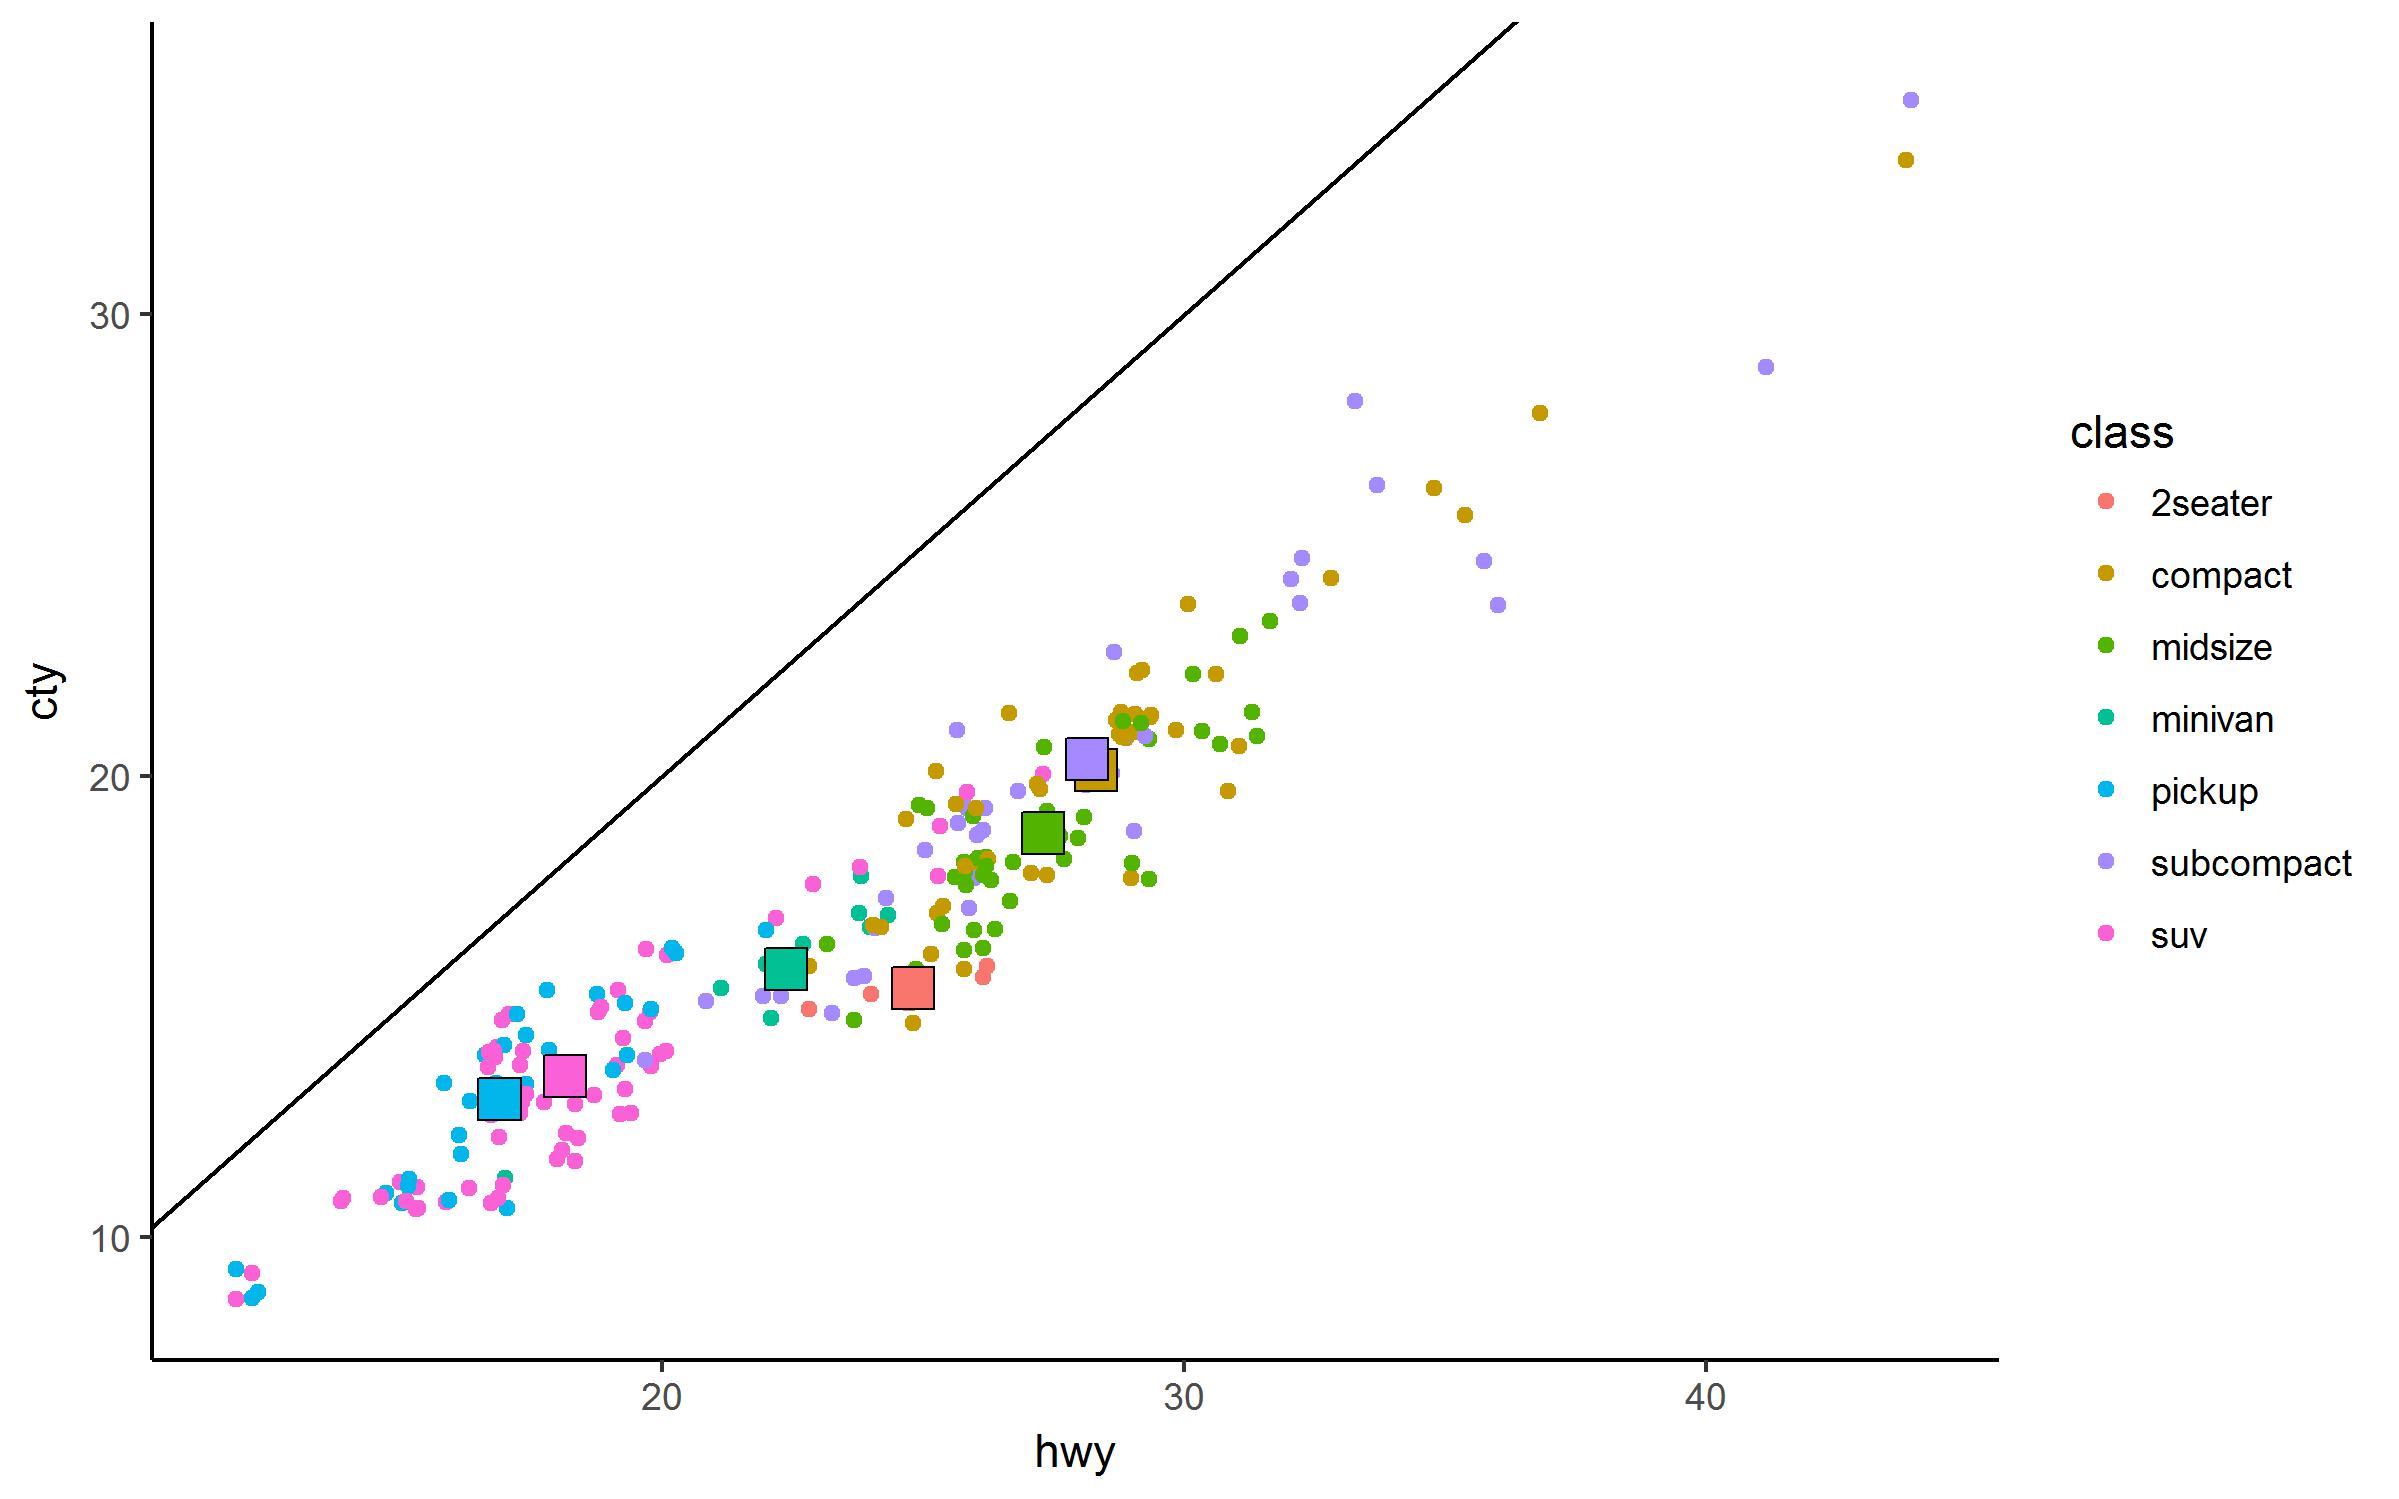 cty
30
20
10
20
30
40
hwy
class
2seater
compact
midsize
minivan
pickup
subcompact
suv